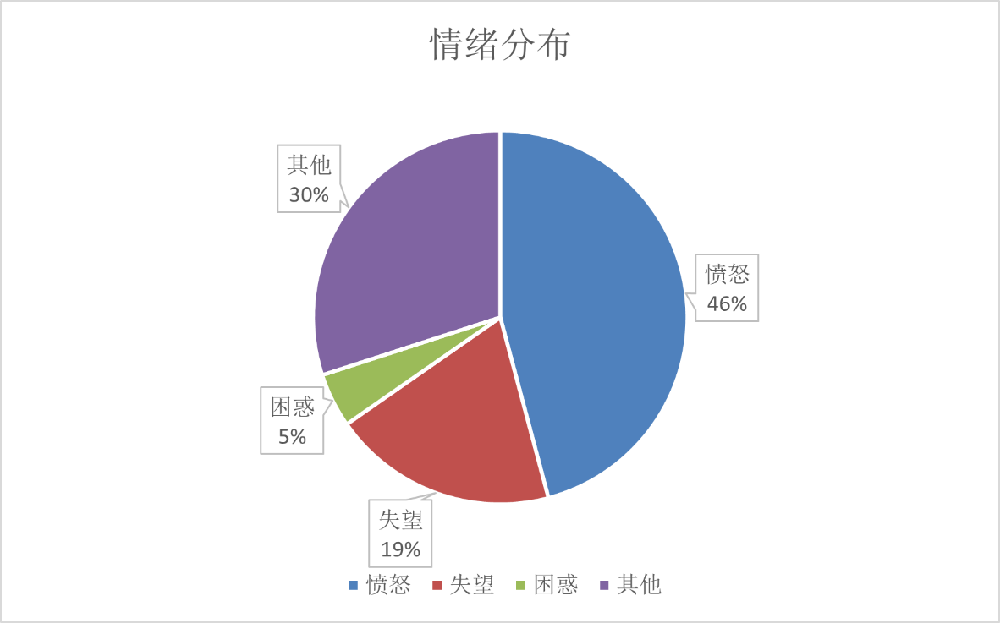 情绪分布
其他
30%
愤怒
46%
困惑
5%
失望
19%
愤怒 失望 困惑 其他